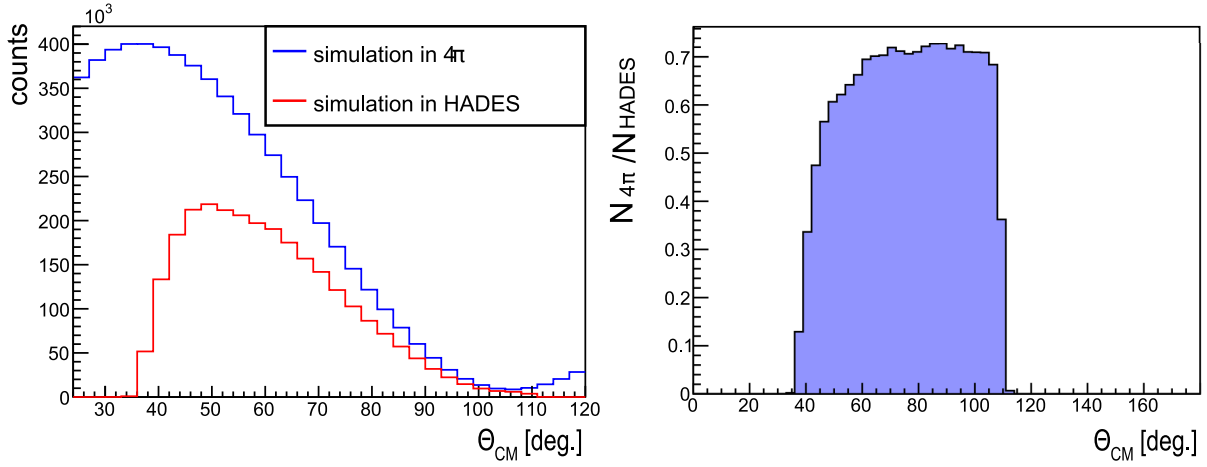 10³
counts
400
350
300
250
200
150
100
50
0
simulation in 4π
simulation in HADES
30 40 50 60 70 80 90 100 110 120
Θ_CM [deg.]
N 4π /N HADES
0.7
0.6
0.5
0.4
0.3
0.2
0.1
0
0 20 40 60 80 100 120 140 160
Θ_CM [deg.]